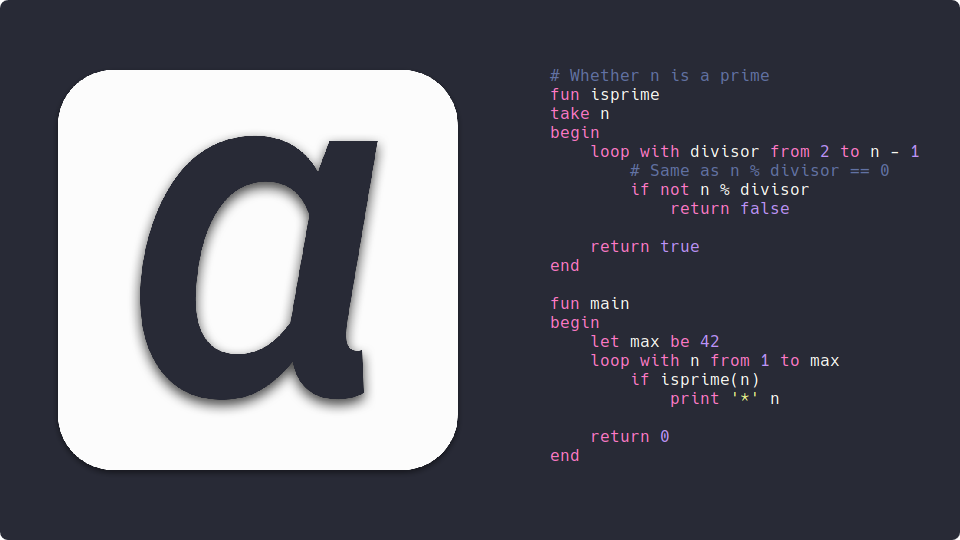 a
# Whether n is a prime
fun isprime
take n
begin
    loop with divisor from 2 to n - 1
        # Same as n % divisor == 0
        if not n % divisor
            return false

    return true
end

fun main
begin
    let max be 42
    loop with n from 1 to max
        if isprime(n)
            print '*' n

    return 0
end